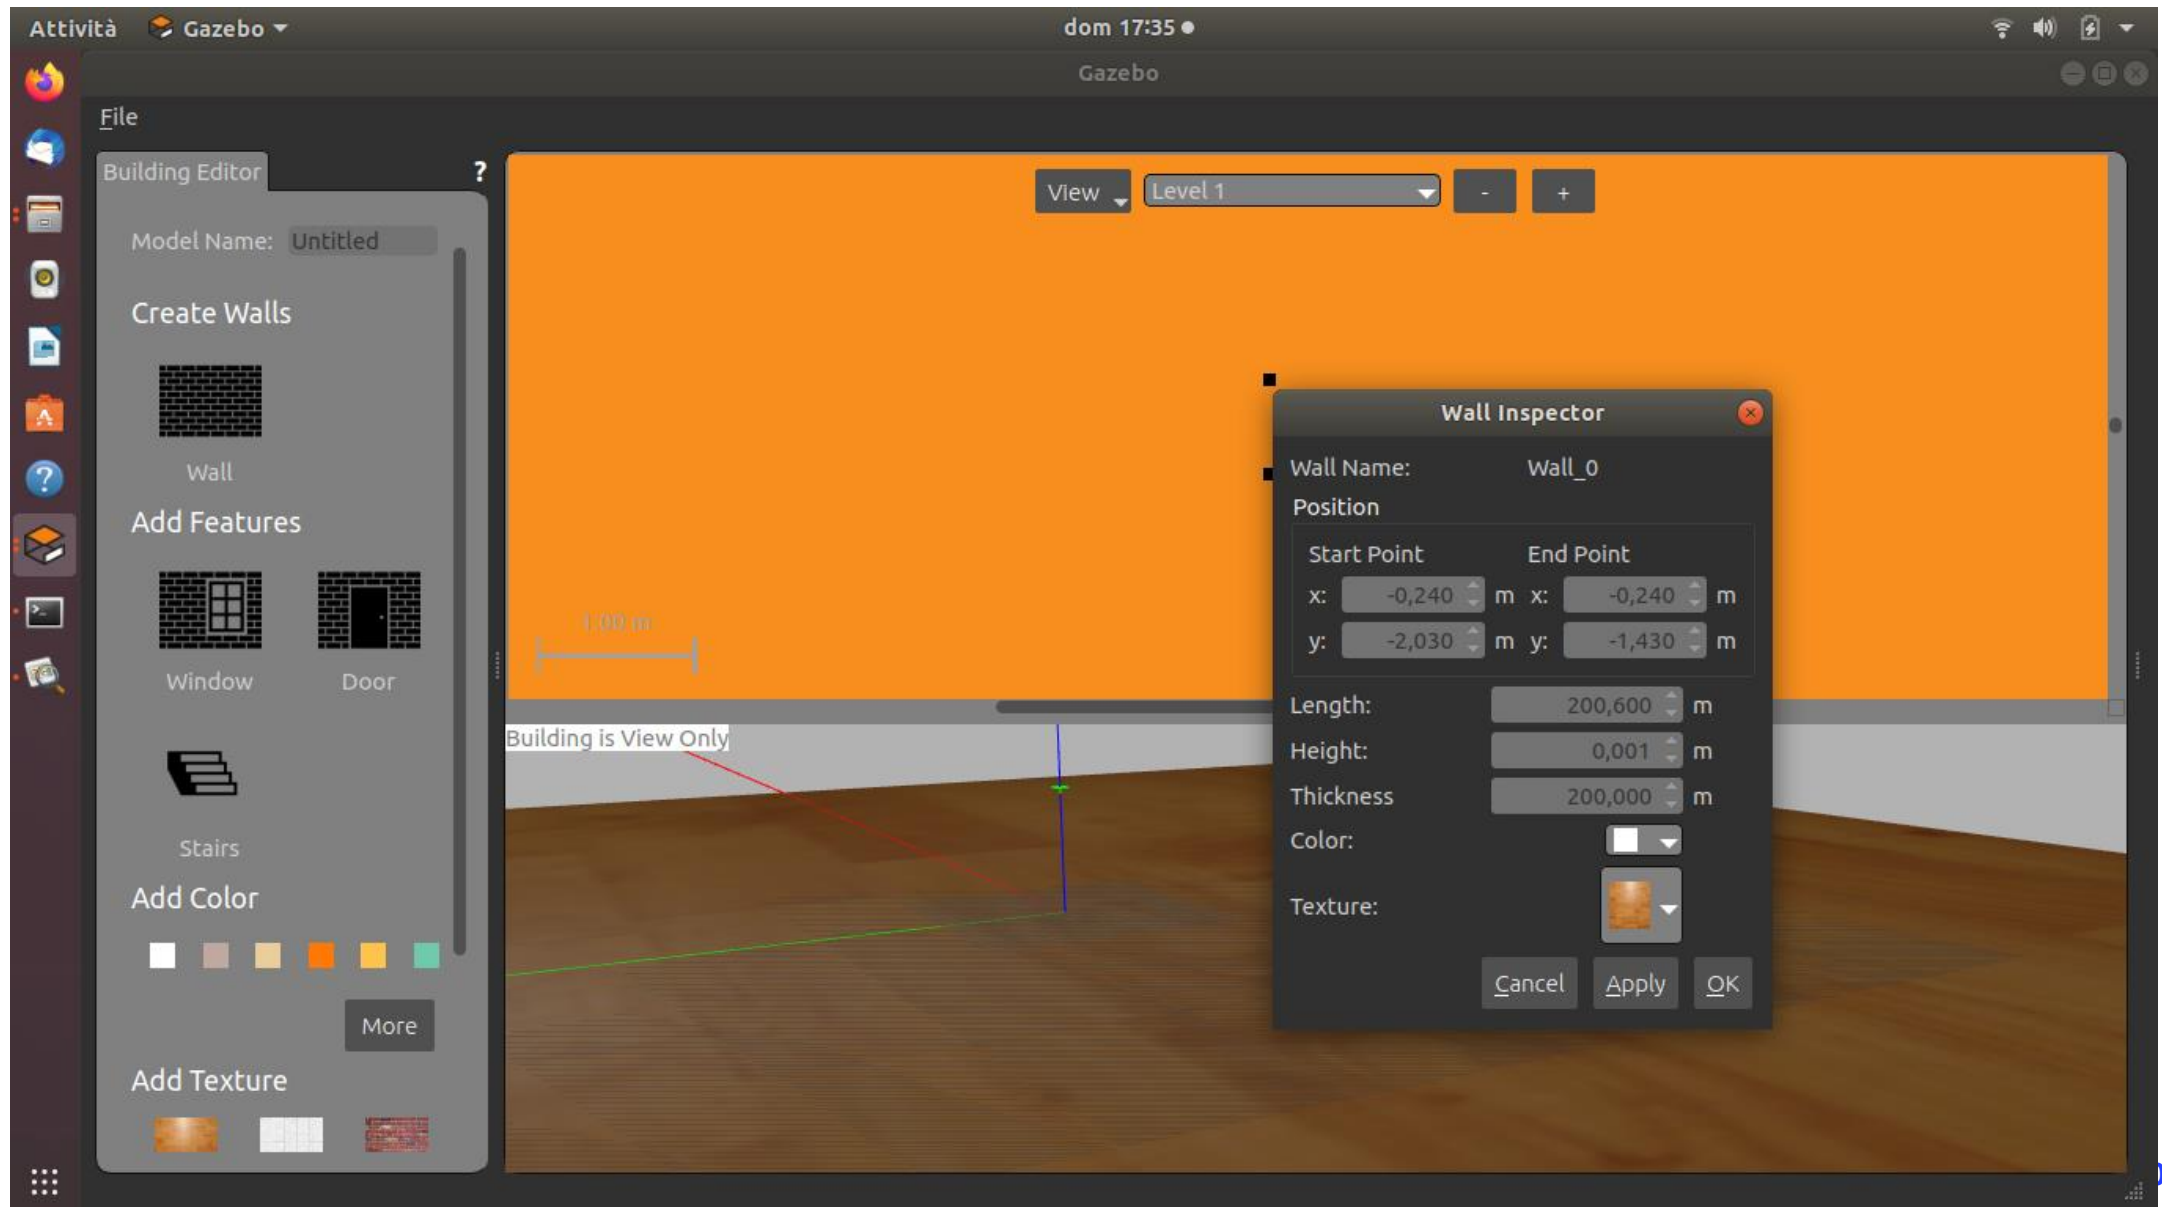 Attività Gazebo dom 17:35
Gazebo
File
Building Editor ?
Model Name: Untitled
Create Walls
Wall
Add Features
Window Door
Stairs
Add Color
More
Add Texture
View Level 1 - +
1.00 m
Building is View Only
Wall Inspector
Wall Name: Wall_0
Position
Start Point End Point
x: -0,240 m x: -0,240 m
y: -2,030 m y: -1,430 m
Length: 200,600 m
Height: 0,001 m
Thickness 200,000 m
Color:
Texture:
Cancel Apply OK